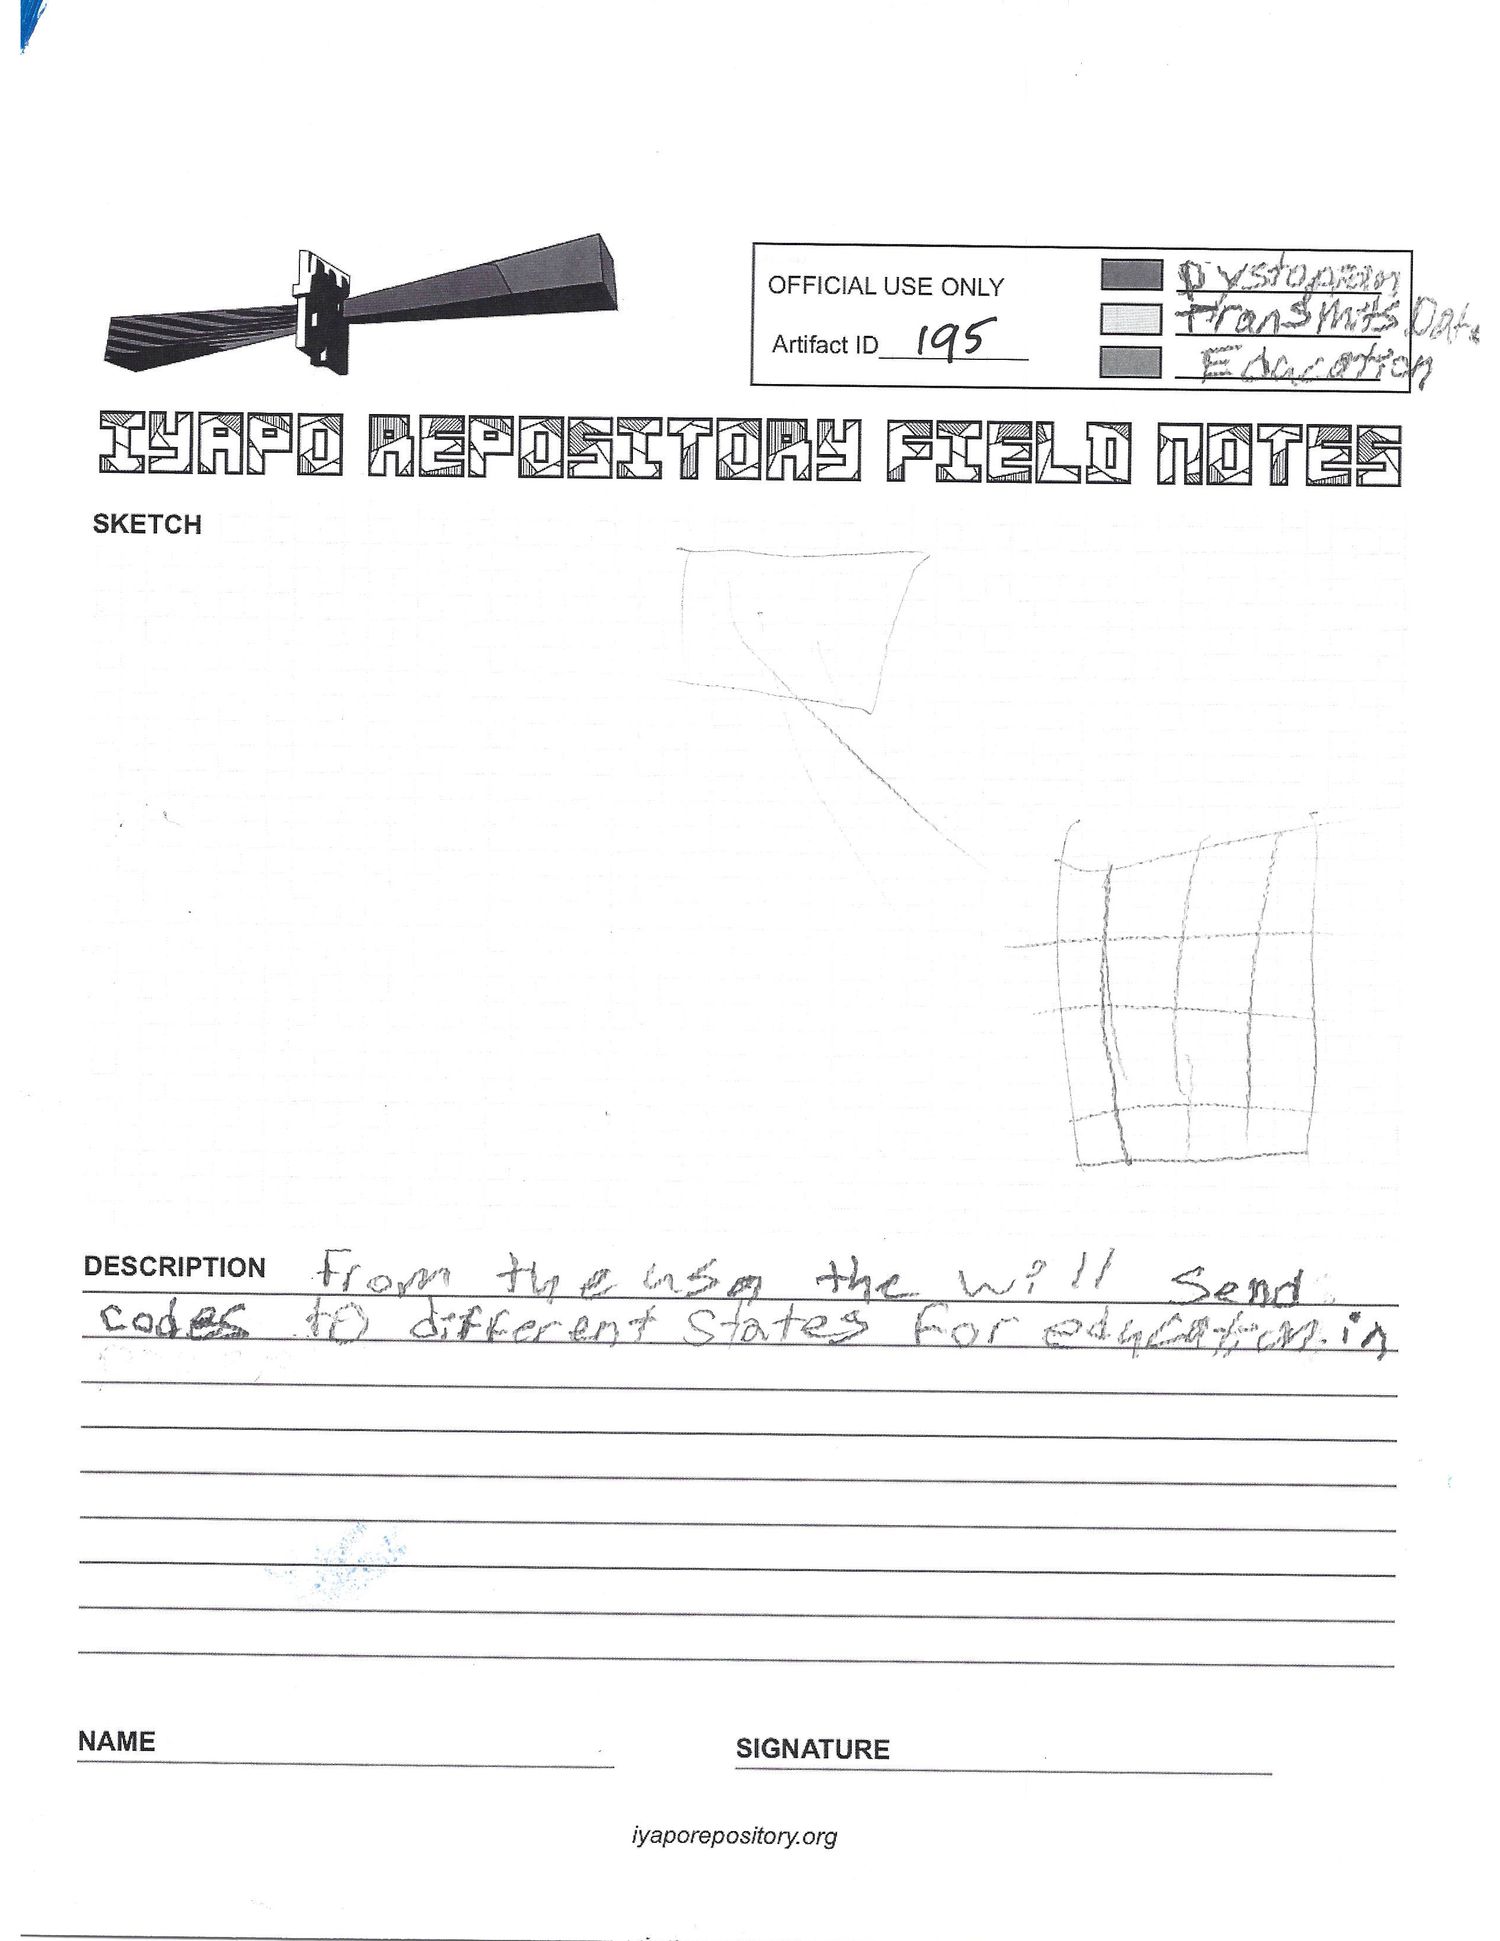 OFFICIAL USE ONLY
Artifact ID 195
Dystopian
transmits Data
Education
IYAPO REPOSITORY FIELD NOTES
SKETCH
DESCRIPTION From the usa the will send
codes to different states for education. in
NAME
SIGNATURE
iyaporepository.org